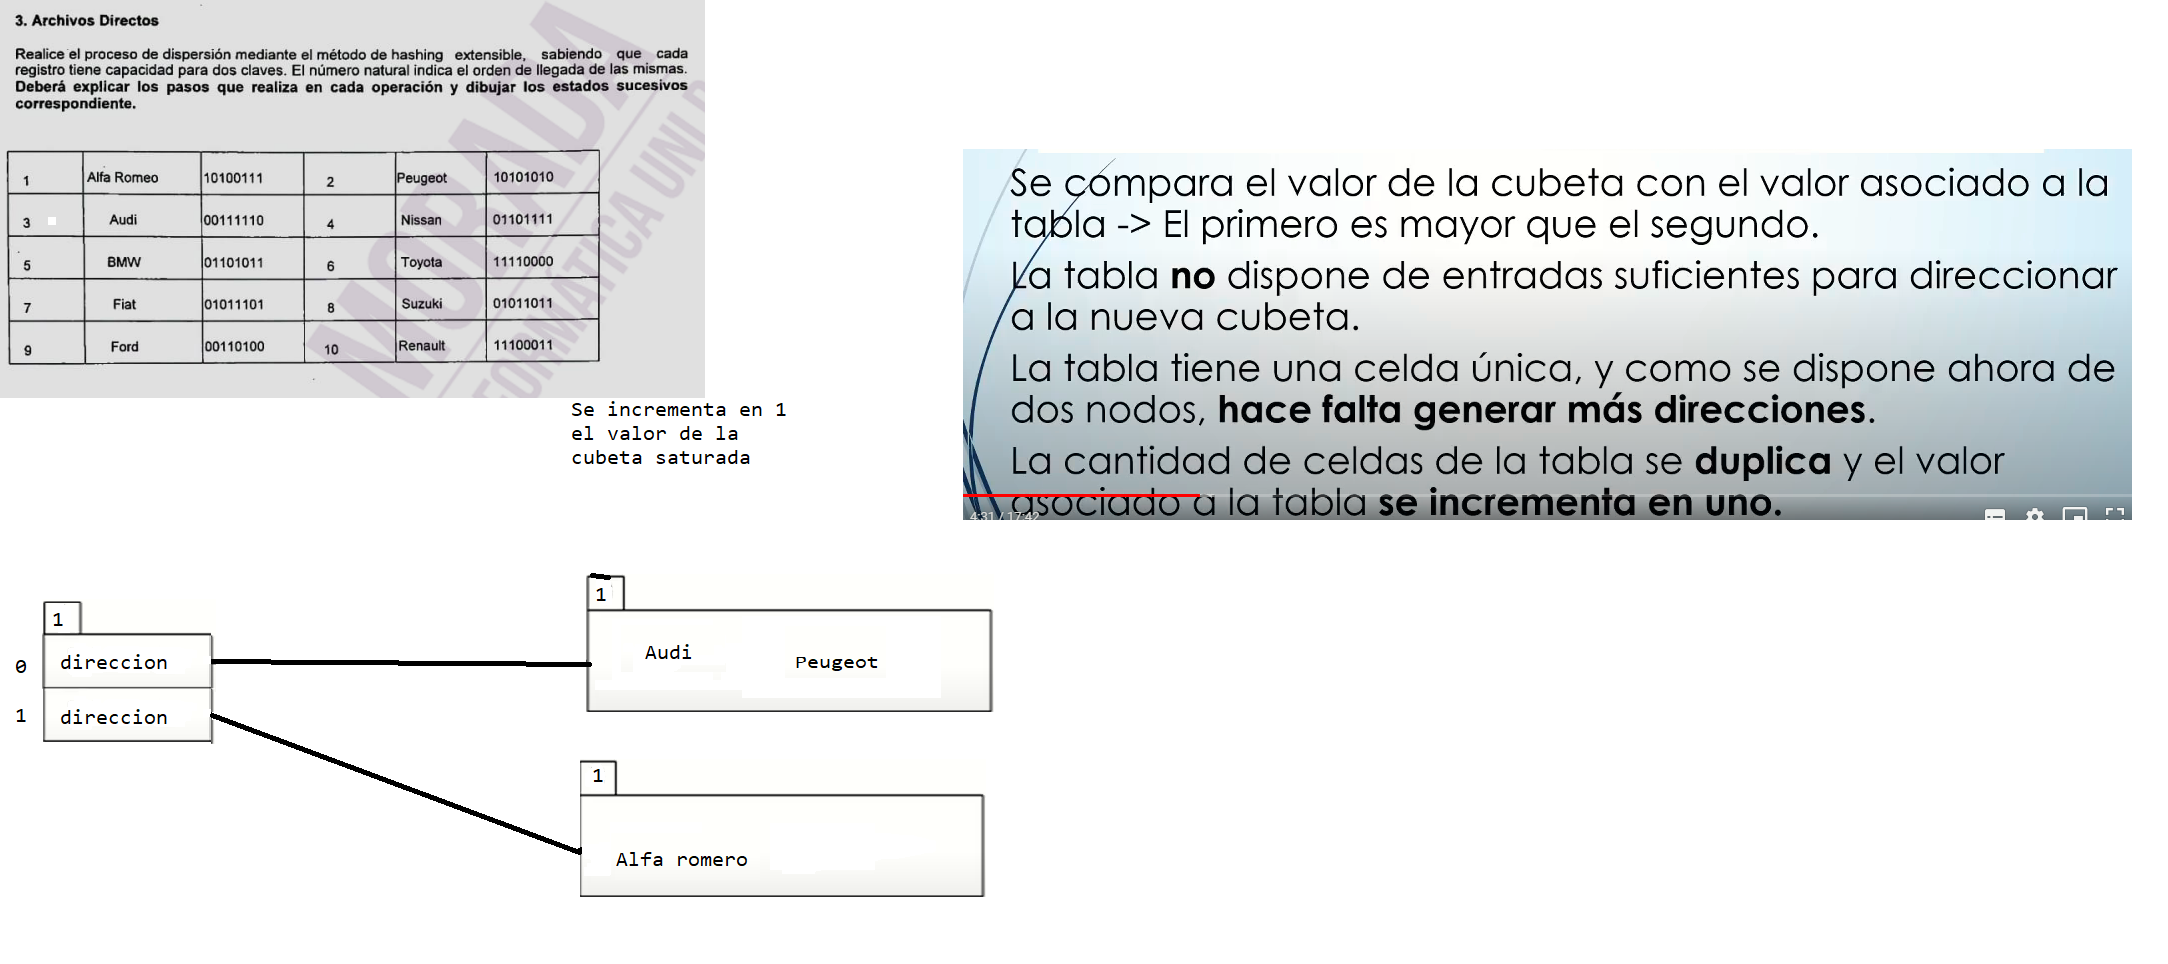 3. Archivos Directos
Realice el proceso de dispersión mediante el método de hashing extensible, sabiendo que cada
registro tiene capacidad para dos claves. El número natural indica el orden de llegada de las mismas.
Deberá explicar los pasos que realiza en cada operación y dibujar los estados sucesivos
correspondiente.
1 Alfa Romeo 10100111 2 Peugeot 10101010
3 Audi 00111110 4 Nissan 01101111
5 BMW 01101011 6 Toyota 11110000
7 Fiat 01011101 8 Suzuki 01011011
9 Ford 00110100 10 Renault 11100011
MORADA
INFORMÁTICA UNLP
Se incrementa en 1
el valor de la
cubeta saturada
Se compara el valor de la cubeta con el valor asociado a la
tabla -> El primero es mayor que el segundo.
La tabla no dispone de entradas suficientes para direccionar
a la nueva cubeta.
La tabla tiene una celda única, y como se dispone ahora de
dos nodos, hace falta generar más direcciones.
La cantidad de celdas de la tabla se duplica y el valor
asociado a la tabla se incrementa en uno.
4:31 / 17:42
1
0 direccion
1 direccion
1
Audi Peugeot
1
Alfa romero